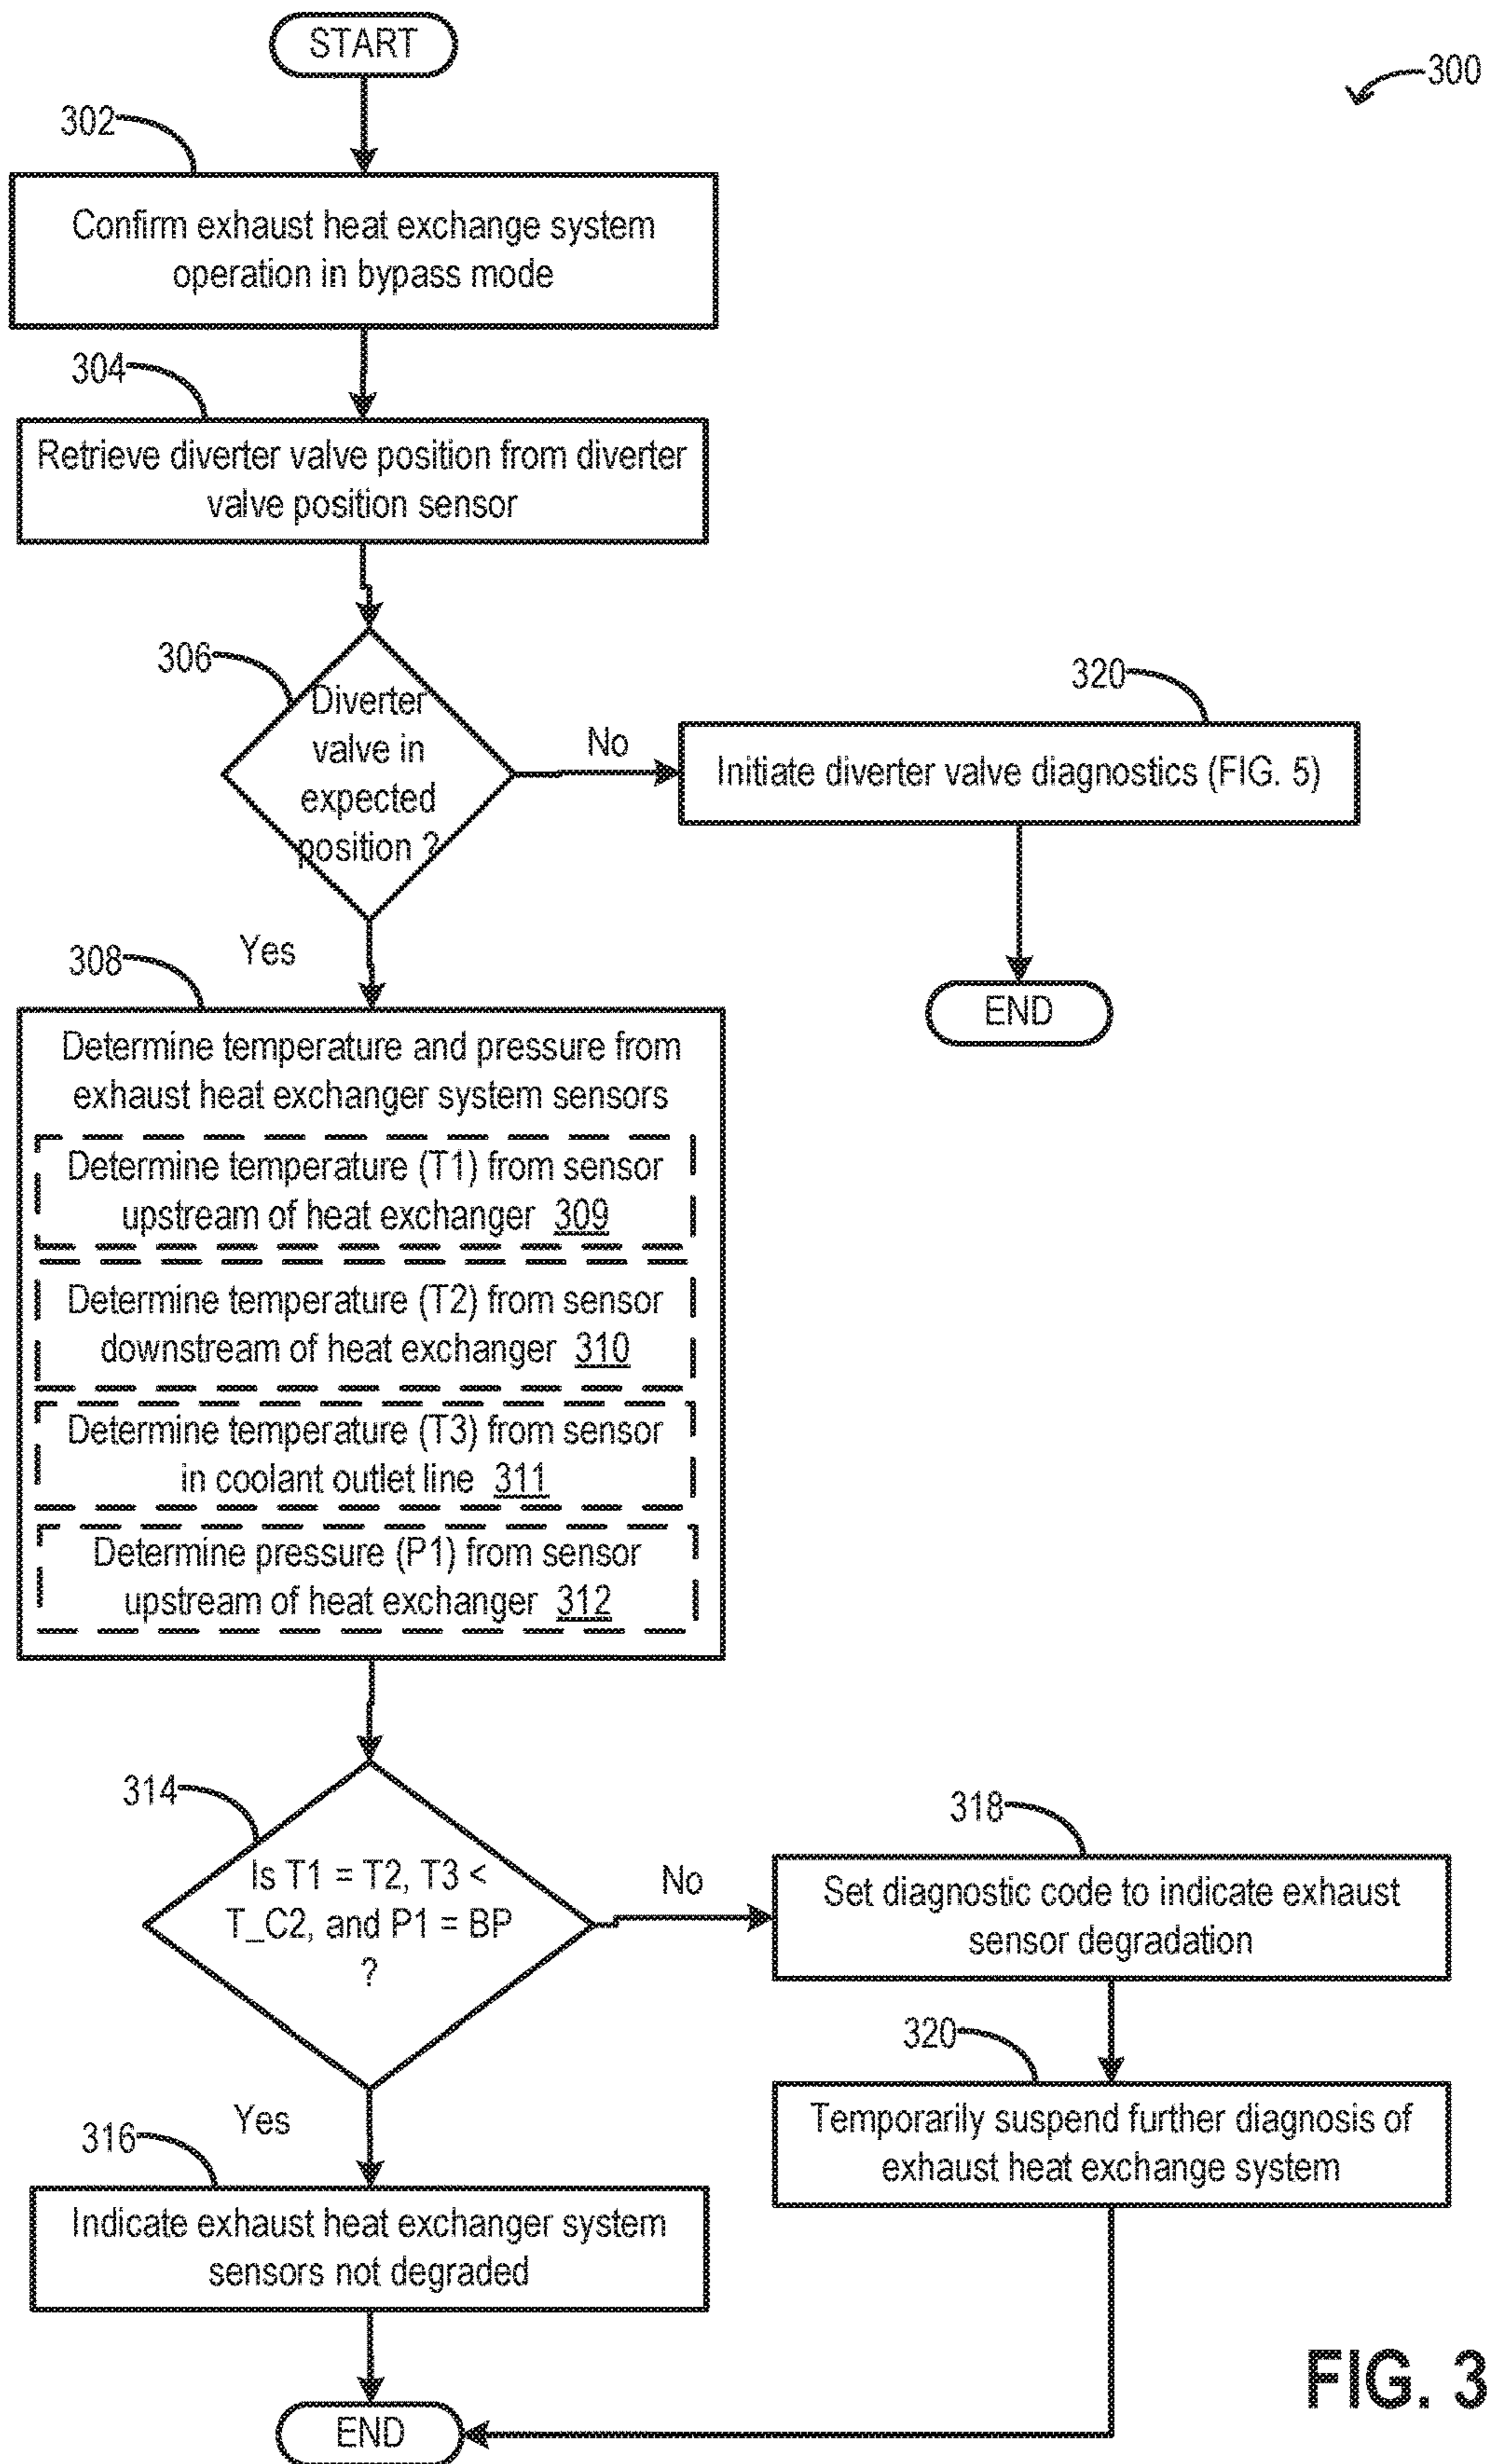 START
300
302
Confirm exhaust heat exchange system
operation in bypass mode
304
Retrieve diverter valve position from diverter
valve position sensor
306
Diverter
valve in
expected
position ?
No
320
Initiate diverter valve diagnostics (FIG. 5)
END
Yes
308
Determine temperature and pressure from
exhaust heat exchanger system sensors
Determine temperature (T1) from sensor
upstream of heat exchanger 309
Determine temperature (T2) from sensor
downstream of heat exchanger 310
Determine temperature (T3) from sensor
in coolant outlet line 311
Determine pressure (P1) from sensor
upstream of heat exchanger 312
314
Is T1 = T2, T3 <
T_C2, and P1 = BP
?
No
318
Set diagnostic code to indicate exhaust
sensor degradation
320
Temporarily suspend further diagnosis of
exhaust heat exchange system
Yes
316
Indicate exhaust heat exchanger system
sensors not degraded
END
FIG. 3